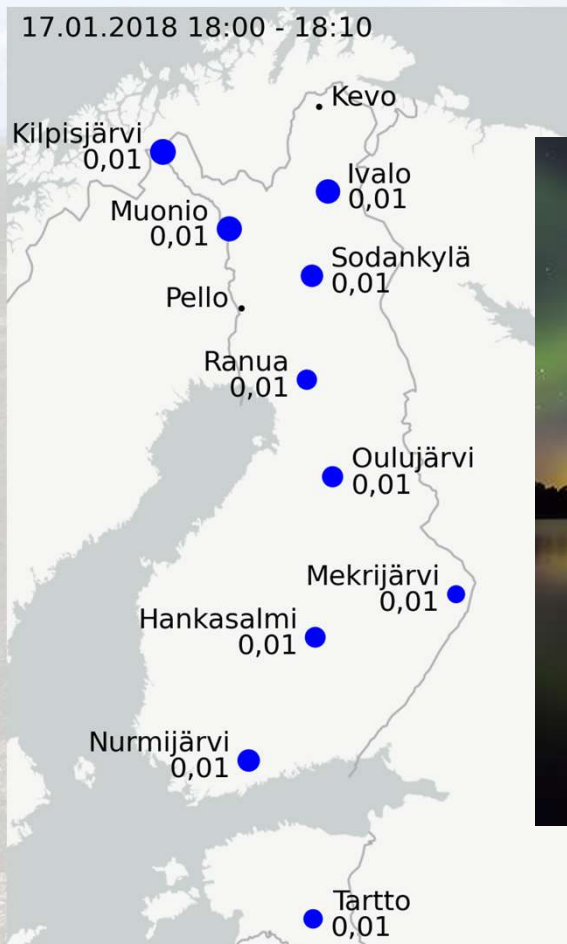 17.01.2018 18:00 - 18:10
Kevo
Kilpisjärvi
0,01
Ivalo
0,01
Muonio
0,01
Sodankylä
0,01
Pello
Ranua
0,01
Oulujärvi
0,01
Mekrijärvi
0,01
Hankasalmi
0,01
Nurmijärvi
0,01
Tartto
0,01